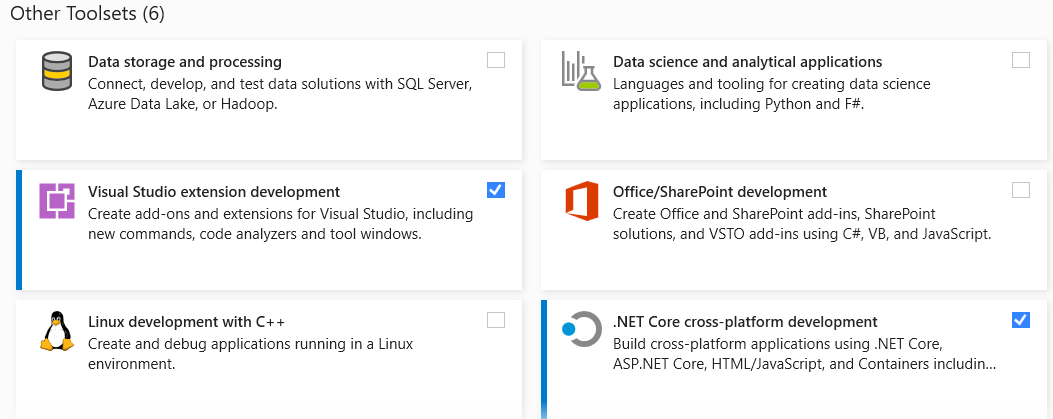 Other Toolsets (6)
Data storage and processing
Connect, develop, and test data solutions with SQL Server,
Azure Data Lake, or Hadoop.
Data science and analytical applications
Languages and tooling for creating data science
applications, including Python and F#.
Visual Studio extension development
Create add-ons and extensions for Visual Studio, including
new commands, code analyzers and tool windows.
Office/SharePoint development
Create Office and SharePoint add-ins, SharePoint
solutions, and VSTO add-ins using C#, VB, and JavaScript.
Linux development with C++
Create and debug applications running in a Linux
environment.
.NET Core cross-platform development
Build cross-platform applications using .NET Core,
ASP.NET Core, HTML/JavaScript, and Containers includin...